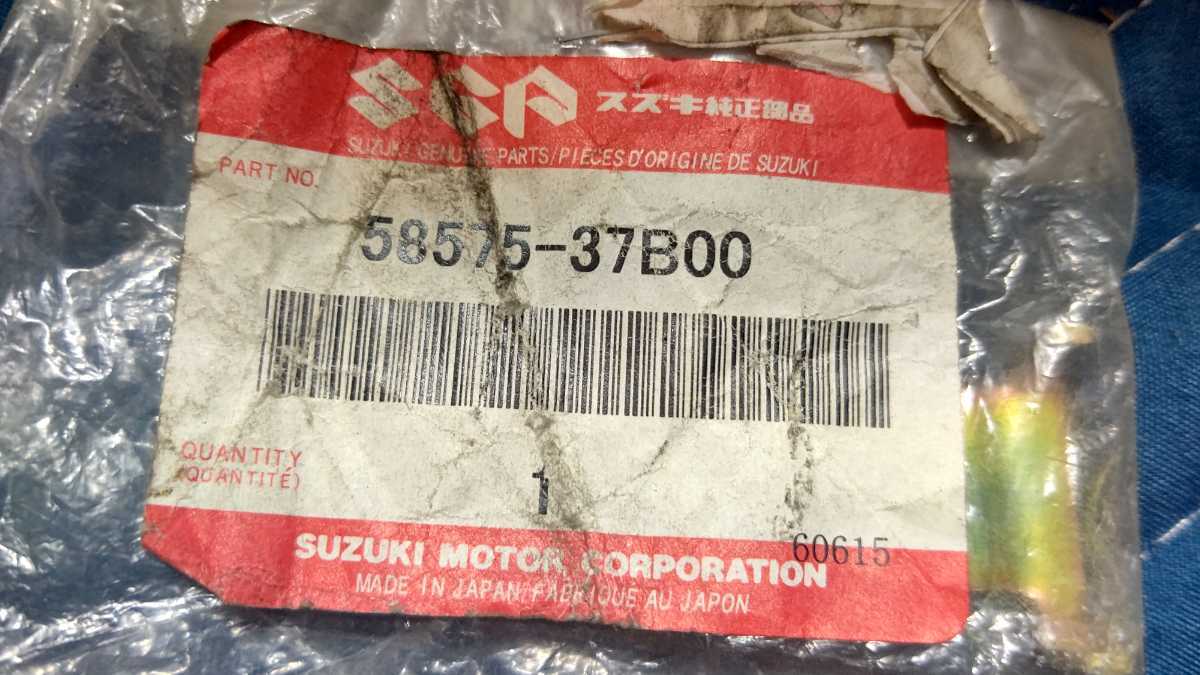 SGP スズキ純正部品
SUZUKI GENUINE PARTS/PIÈCES D'ORIGINE DE SUZUKI
PART NO.
58575-37B00
QUANTITY
(QUANTITÉ)
1
60615
SUZUKI MOTOR CORPORATION
MADE IN JAPAN/FABRIQUE AU JAPON